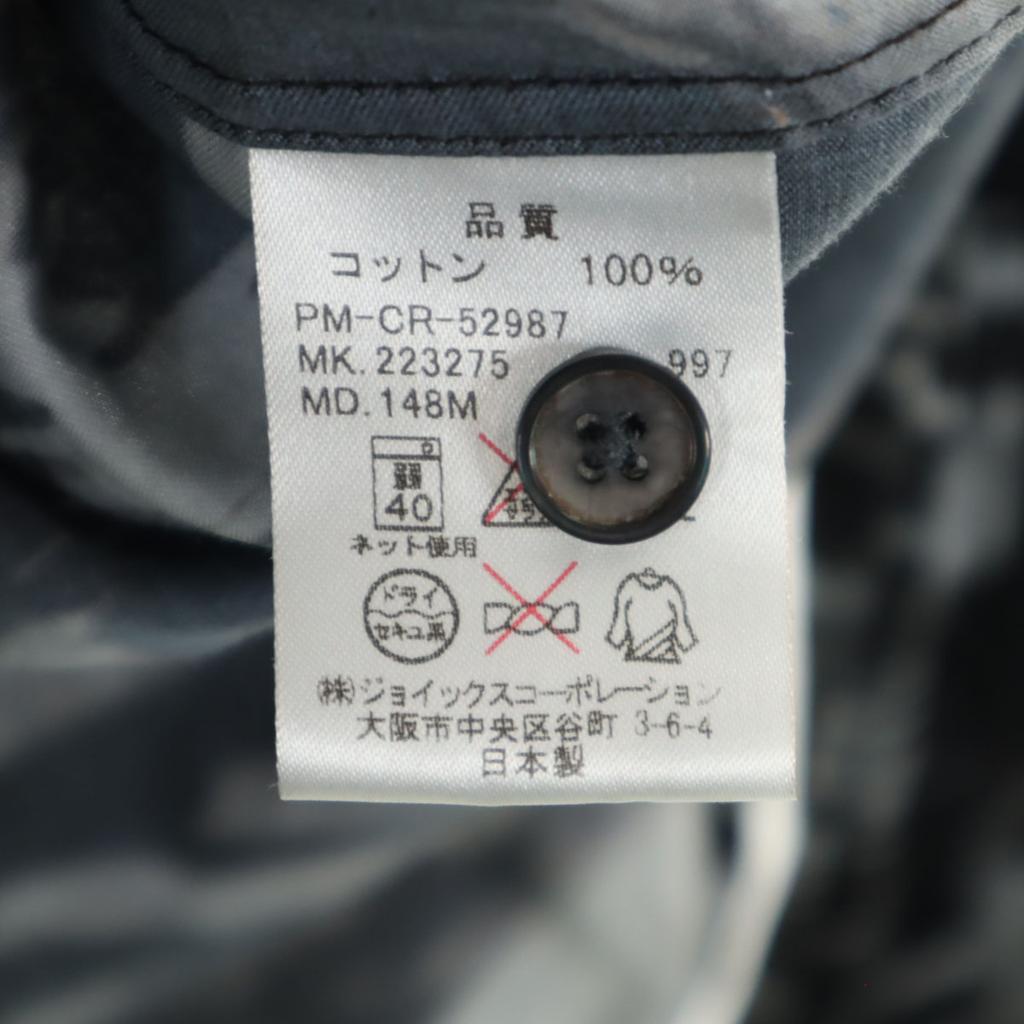 品質
コットン 100%
PM-CR-52987
MK.223275 997
MD.148M
弱
40
ネット使用
ドライ
セキユ系
(株)ジョイックスコーポレーション
大阪市中央区谷町 3-6-4
日本製